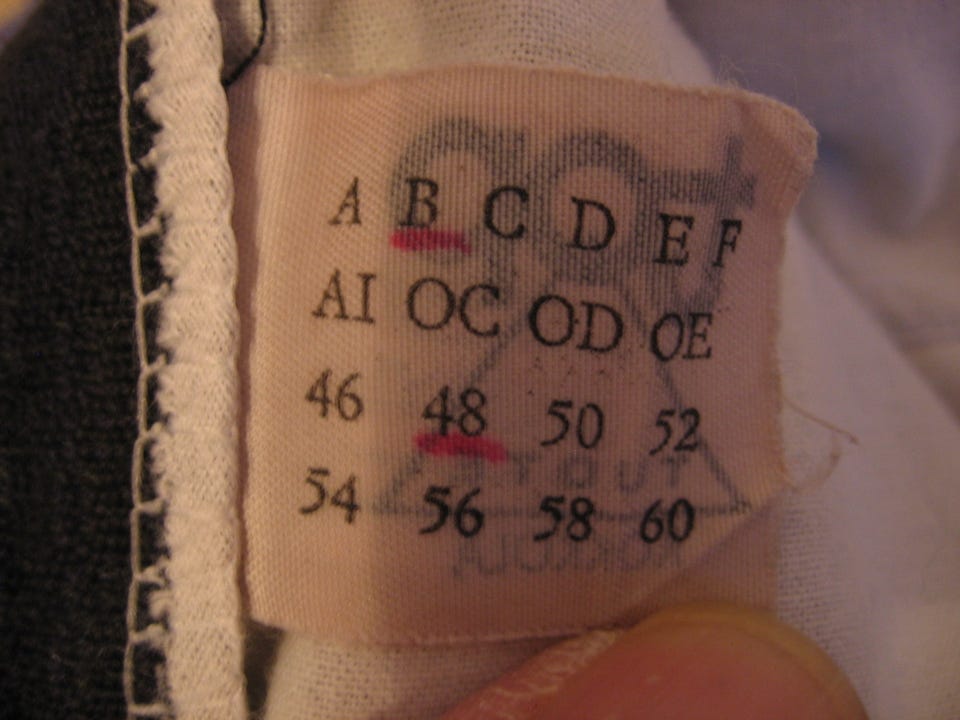 A B C D E F
AI OC OD OE
46 48 50 52
54 56 58 60